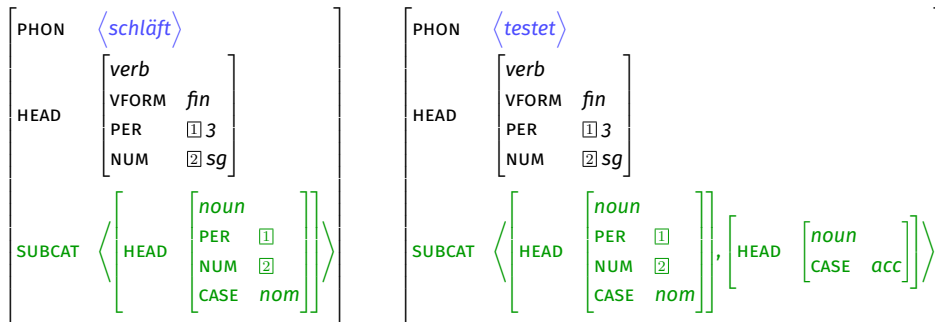 PHON ⟨schläft⟩
HEAD
verb
VFORM fin
PER 1 3
NUM 2 sg
SUBCAT ⟨ HEAD
noun
PER 1
NUM 2
CASE nom ⟩
PHON ⟨testet⟩
HEAD
verb
VFORM fin
PER 1 3
NUM 2 sg
SUBCAT ⟨ HEAD
noun
PER 1
NUM 2
CASE nom
, HEAD
noun
CASE acc ⟩